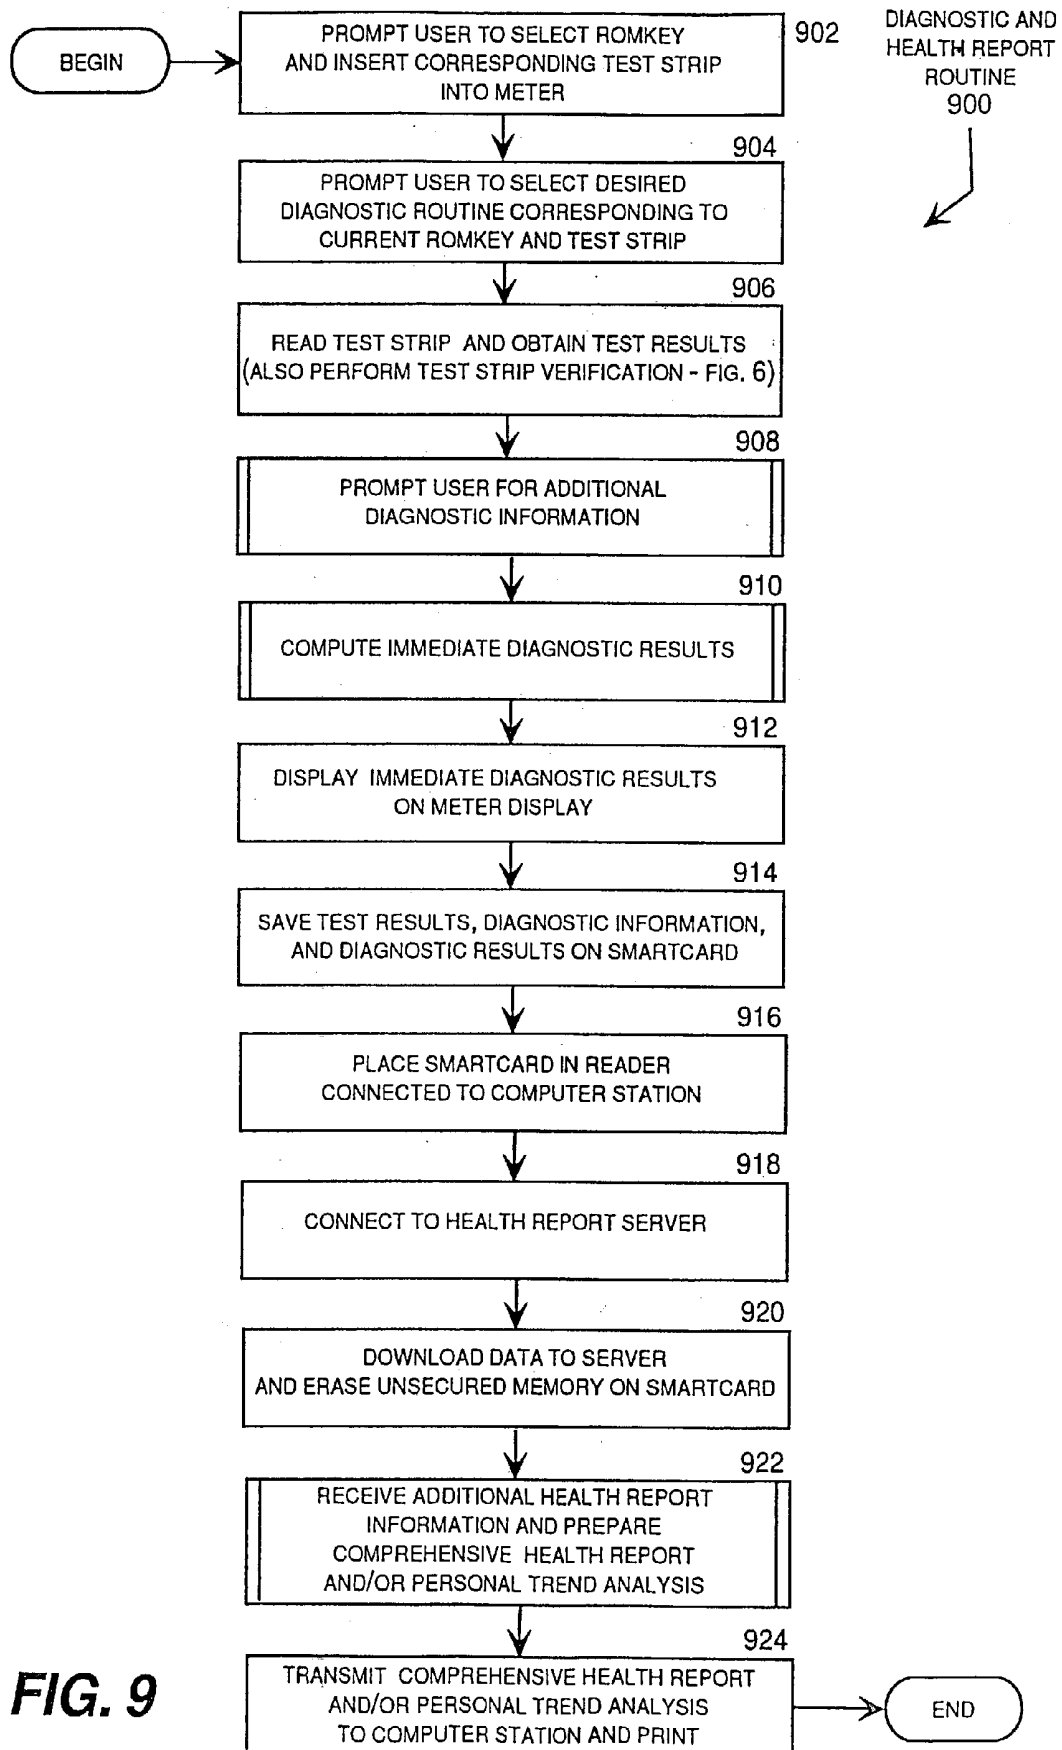 BEGIN
PROMPT USER TO SELECT ROMKEY
AND INSERT CORRESPONDING TEST STRIP
INTO METER
902
DIAGNOSTIC AND
HEALTH REPORT
ROUTINE
900
904
PROMPT USER TO SELECT DESIRED
DIAGNOSTIC ROUTINE CORRESPONDING TO
CURRENT ROMKEY AND TEST STRIP
906
READ TEST STRIP AND OBTAIN TEST RESULTS
(ALSO PERFORM TEST STRIP VERIFICATION - FIG. 6)
908
PROMPT USER FOR ADDITIONAL
DIAGNOSTIC INFORMATION
910
COMPUTE IMMEDIATE DIAGNOSTIC RESULTS
912
DISPLAY IMMEDIATE DIAGNOSTIC RESULTS
ON METER DISPLAY
914
SAVE TEST RESULTS, DIAGNOSTIC INFORMATION,
AND DIAGNOSTIC RESULTS ON SMARTCARD
916
PLACE SMARTCARD IN READER
CONNECTED TO COMPUTER STATION
918
CONNECT TO HEALTH REPORT SERVER
920
DOWNLOAD DATA TO SERVER
AND ERASE UNSECURED MEMORY ON SMARTCARD
922
RECEIVE ADDITIONAL HEALTH REPORT
INFORMATION AND PREPARE
COMPREHENSIVE HEALTH REPORT
AND/OR PERSONAL TREND ANALYSIS
924
TRANSMIT COMPREHENSIVE HEALTH REPORT
AND/OR PERSONAL TREND ANALYSIS
TO COMPUTER STATION AND PRINT
END
FIG. 9